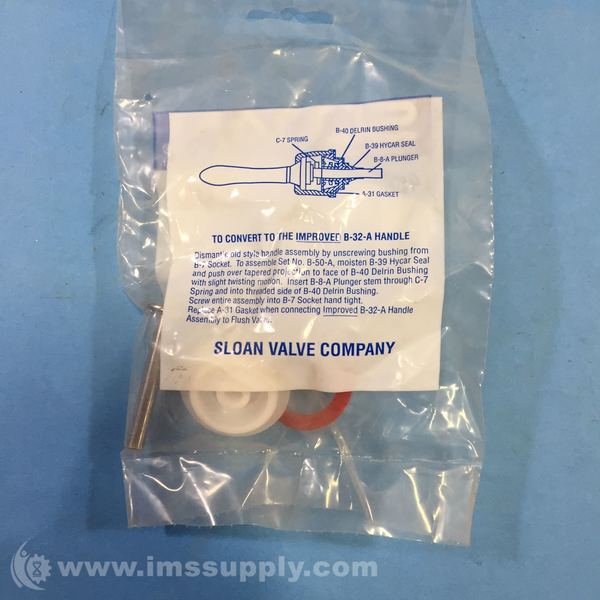 B-40 DELRIN BUSHING
C-7 SPRING
B-39 HYCAR SEAL
B-8-A PLUNGER
A-31 GASKET
TO CONVERT TO THE IMPROVED B-32-A HANDLE
Dismantle old style handle assembly by unscrewing bushing from
B-7 Socket. To assemble Set No. B-50-A, moisten B-39 Hycar Seal
and push over tapered projection to face of B-40 Delrin Bushing
with slight twisting motion. Insert B-8-A Plunger stem through C-7
Spring and into threaded side of B-40 Delrin Bushing.
Screw entire assembly into B-7 Socket hand tight.
Replace A-31 Gasket when connecting Improved B-32-A Handle
Assembly to Flush Valve.
SLOAN VALVE COMPANY
www.imssupply.com